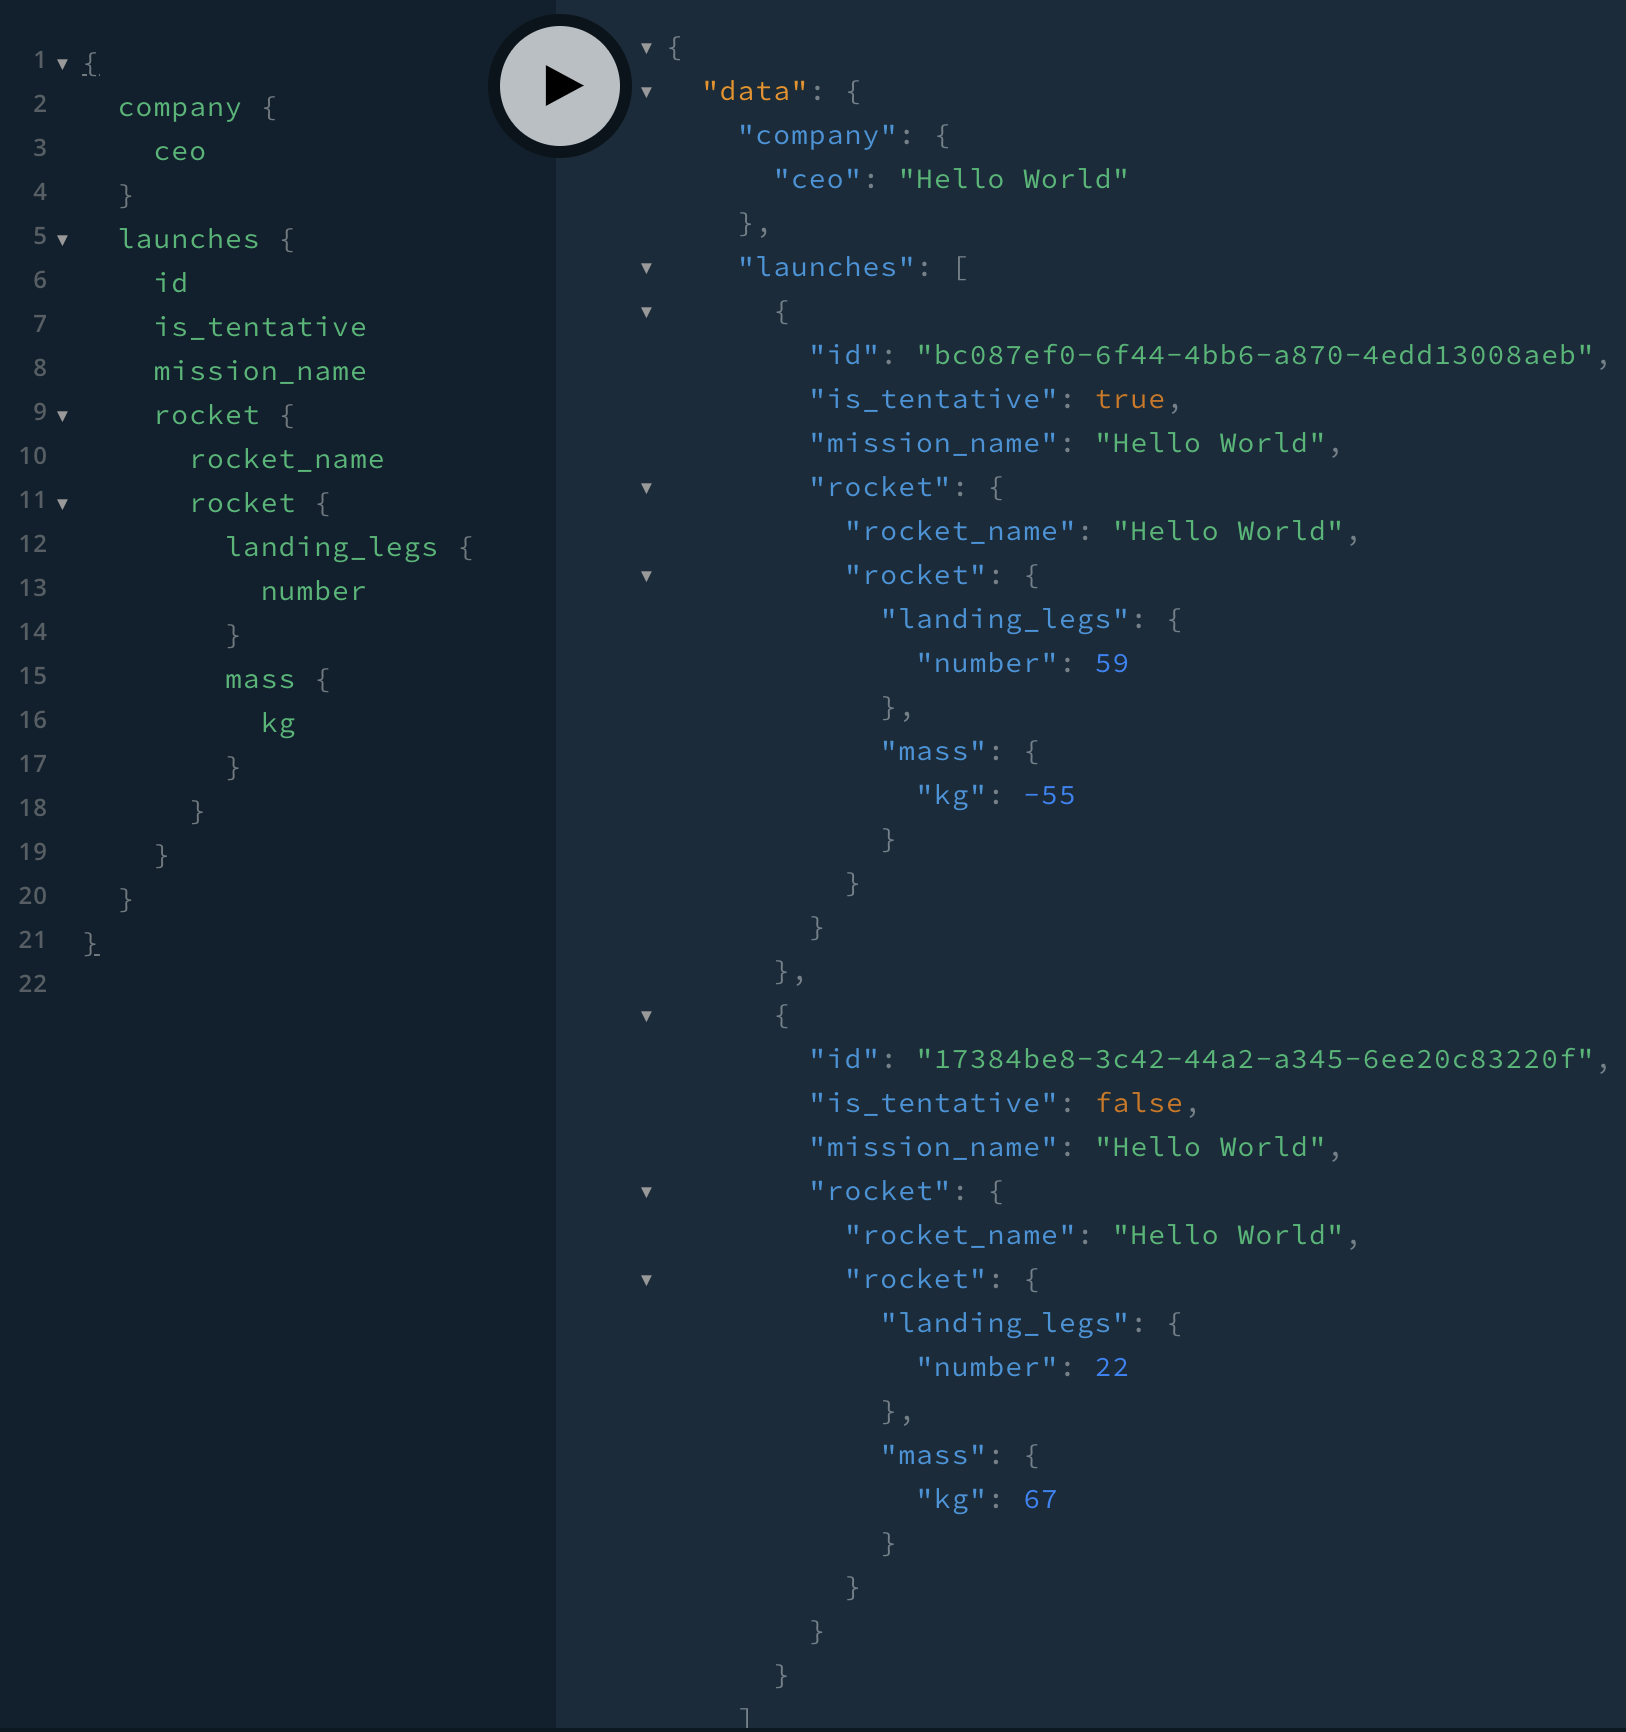 1 {
2 company {
3 ceo
4 }
5 launches {
6 id
7 is_tentative
8 mission_name
9 rocket {
10 rocket_name
11 rocket {
12 landing_legs {
13 number
14 }
15 mass {
16 kg
17 }
18 }
19 }
20 }
21 }
22
{
"data": {
"company": {
"ceo": "Hello World"
},
"launches": [
{
"id": "bc087ef0-6f44-4bb6-a870-4edd13008aeb",
"is_tentative": true,
"mission_name": "Hello World",
"rocket": {
"rocket_name": "Hello World",
"rocket": {
"landing_legs": {
"number": 59
},
"mass": {
"kg": -55
}
}
}
},
{
"id": "17384be8-3c42-44a2-a345-6ee20c83220f",
"is_tentative": false,
"mission_name": "Hello World",
"rocket": {
"rocket_name": "Hello World",
"rocket": {
"landing_legs": {
"number": 22
},
"mass": {
"kg": 67
}
}
}
}
]